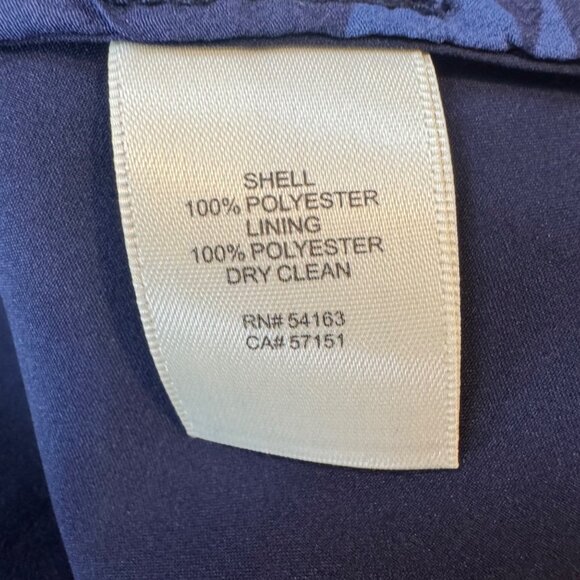 SHELL
100% POLYESTER
LINING
100% POLYESTER
DRY CLEAN
RN# 54163
CA# 57151